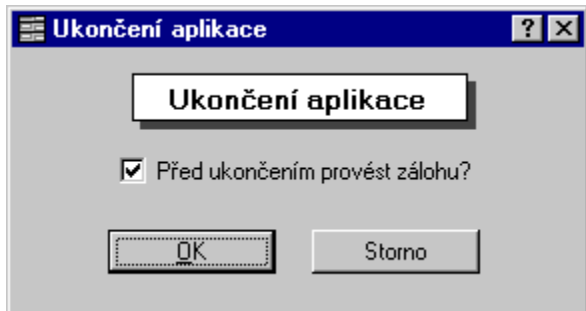 Ukončení aplikace
Ukončení aplikace
Před ukončením provést zálohu?
OK Storno